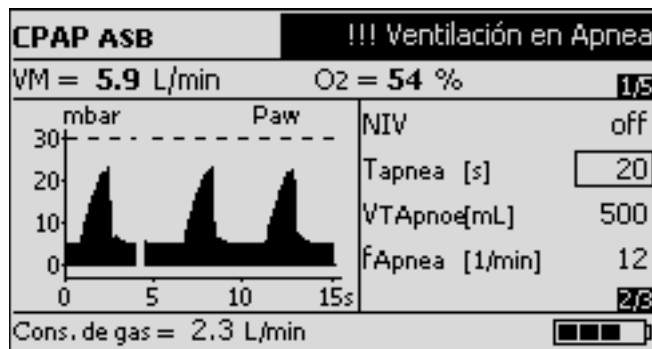 CPAP ASB !!! Ventilación en Apnea
VM = 5.9 L/min O2 = 54 % 1/5
mbar Paw
30
20
10
0
0 5 10 15s
NIV off
Tapnea [s] 20
VTApnoe[mL] 500
fApnea [1/min] 12
2/3
Cons. de gas = 2.3 L/min